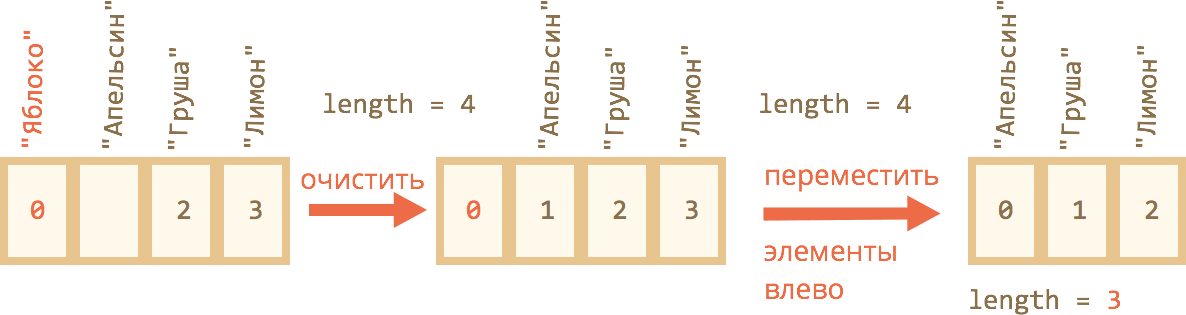 "Яблоко"
"Апельсин"
"Груша"
"Лимон"
0
2
3
length = 4
очистить
"Апельсин"
"Груша"
"Лимон"
0
1
2
3
length = 4
переместить
элементы
влево
"Апельсин"
"Груша"
"Лимон"
0
1
2
length = 3